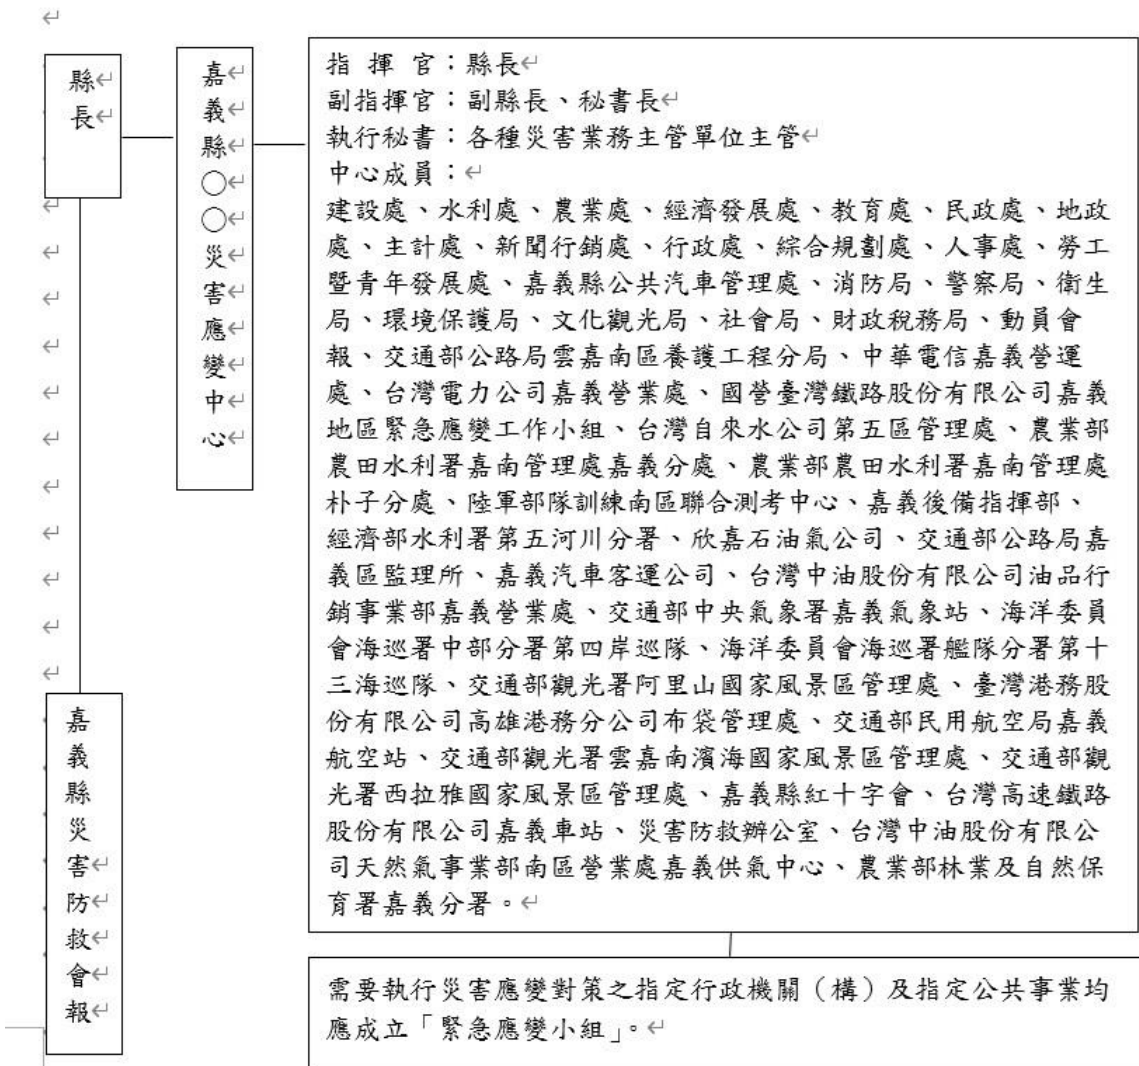 縣長
嘉義縣○○災害應變中心
指 揮 官：縣長
副指揮官：副縣長、秘書長
執行秘書：各種災害業務主管單位主管
中心成員：
建設處、水利處、農業處、經濟發展處、教育處、民政處、地政
處、主計處、新聞行銷處、行政處、綜合規劃處、人事處、勞工
暨青年發展處、嘉義縣公共汽車管理處、消防局、警察局、衛生
局、環境保護局、文化觀光局、社會局、財政稅務局、動員會
報、交通部公路局雲嘉南區養護工程分局、中華電信嘉義營運
處、台灣電力公司嘉義營業處、國營臺灣鐵路股份有限公司嘉義
地區緊急應變工作小組、台灣自來水公司第五區管理處、農業部
農田水利署嘉南管理處嘉義分處、農業部農田水利署嘉南管理處
朴子分處、陸軍部隊訓練南區聯合測考中心、嘉義後備指揮部、
經濟部水利署第五河川分署、欣嘉石油氣公司、交通部公路局嘉
義區監理所、嘉義汽車客運公司、台灣中油股份有限公司油品行
銷事業部嘉義營業處、交通部中央氣象署嘉義氣象站、海洋委員
會海巡署中部分署第四岸巡隊、海洋委員會海巡署艦隊分署第十
三海巡隊、交通部觀光署阿里山國家風景區管理處、臺灣港務股
份有限公司高雄港務分公司布袋管理處、交通部民用航空局嘉義
航空站、交通部觀光署雲嘉南濱海國家風景區管理處、交通部觀
光署西拉雅國家風景區管理處、嘉義縣紅十字會、台灣高速鐵路
股份有限公司嘉義車站、災害防救辦公室、台灣中油股份有限公
司天然氣事業部南區營業處嘉義供氣中心、農業部林業及自然保
育署嘉義分署。
嘉義縣災害防救會報
需要執行災害應變對策之指定行政機關（構）及指定公共事業均
應成立「緊急應變小組」。